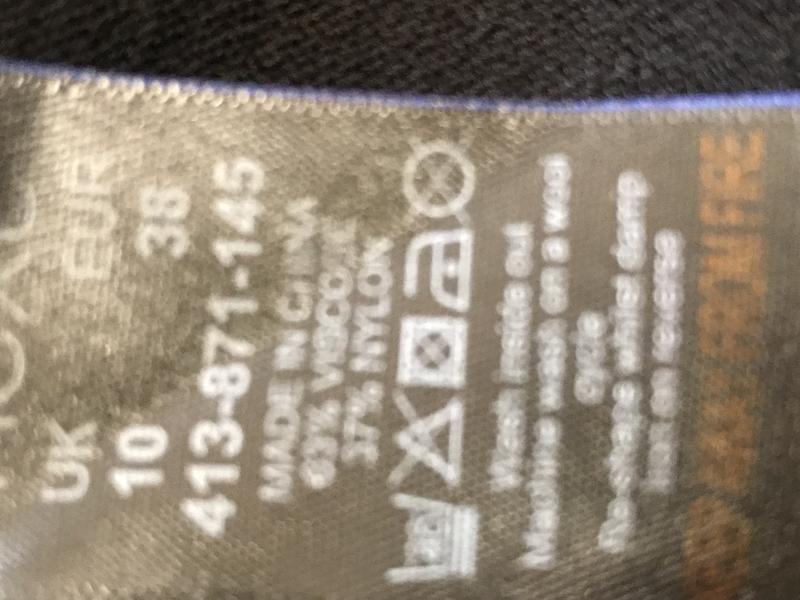 UK EUR
10 38
413-871-145
MADE IN CHINA
63% VISCOSE
37% NYLON
Wash inside out
Machine wash on a wool
cycle
Re-shape whilst damp
Iron on reverse
KEEP AWAY FROM FIRE